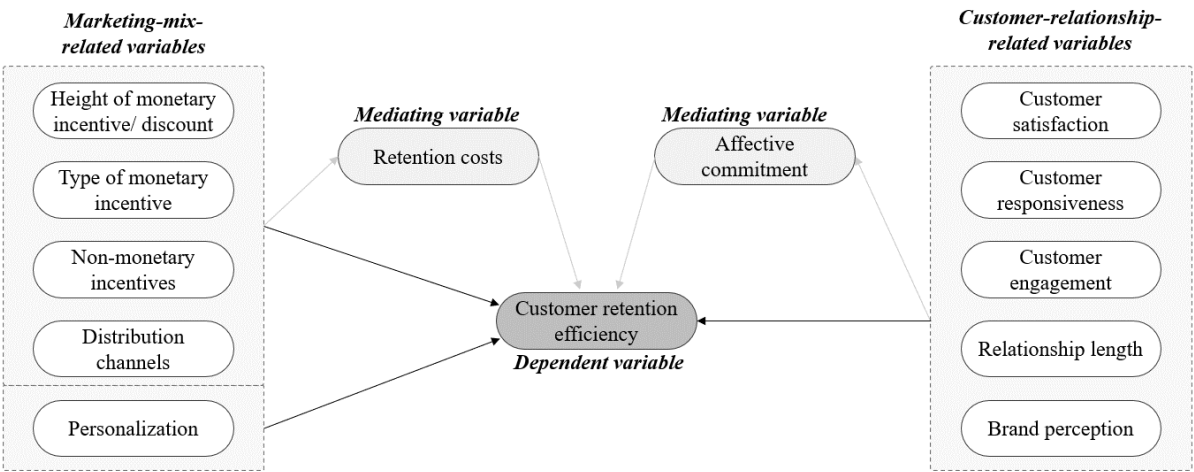 Marketing-mix-
related variables
Height of monetary
incentive/ discount
Type of monetary
incentive
Non-monetary
incentives
Distribution
channels
Personalization
Mediating variable
Retention costs
Mediating variable
Affective
commitment
Customer retention
efficiency
Dependent variable
Customer-relationship-
related variables
Customer
satisfaction
Customer
responsiveness
Customer
engagement
Relationship length
Brand perception